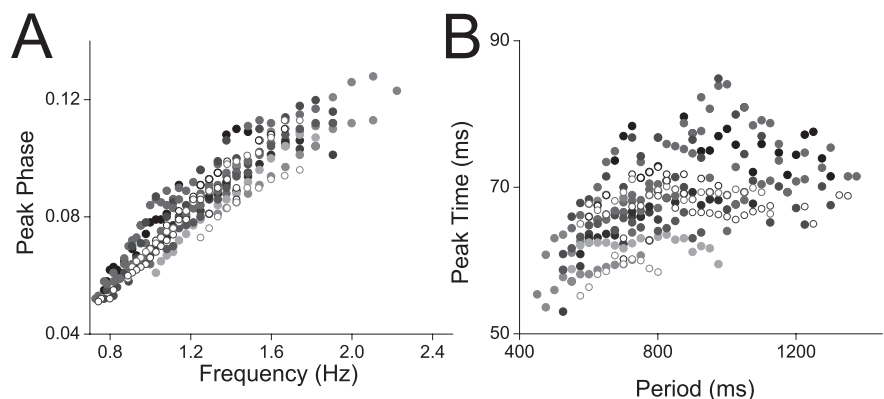 A
Peak Phase
0.12
0.08
0.04
0.8 1.2 1.6 2.0 2.4
Frequency (Hz)
B
Peak Time (ms)
90
70
50
400 800 1200
Period (ms)